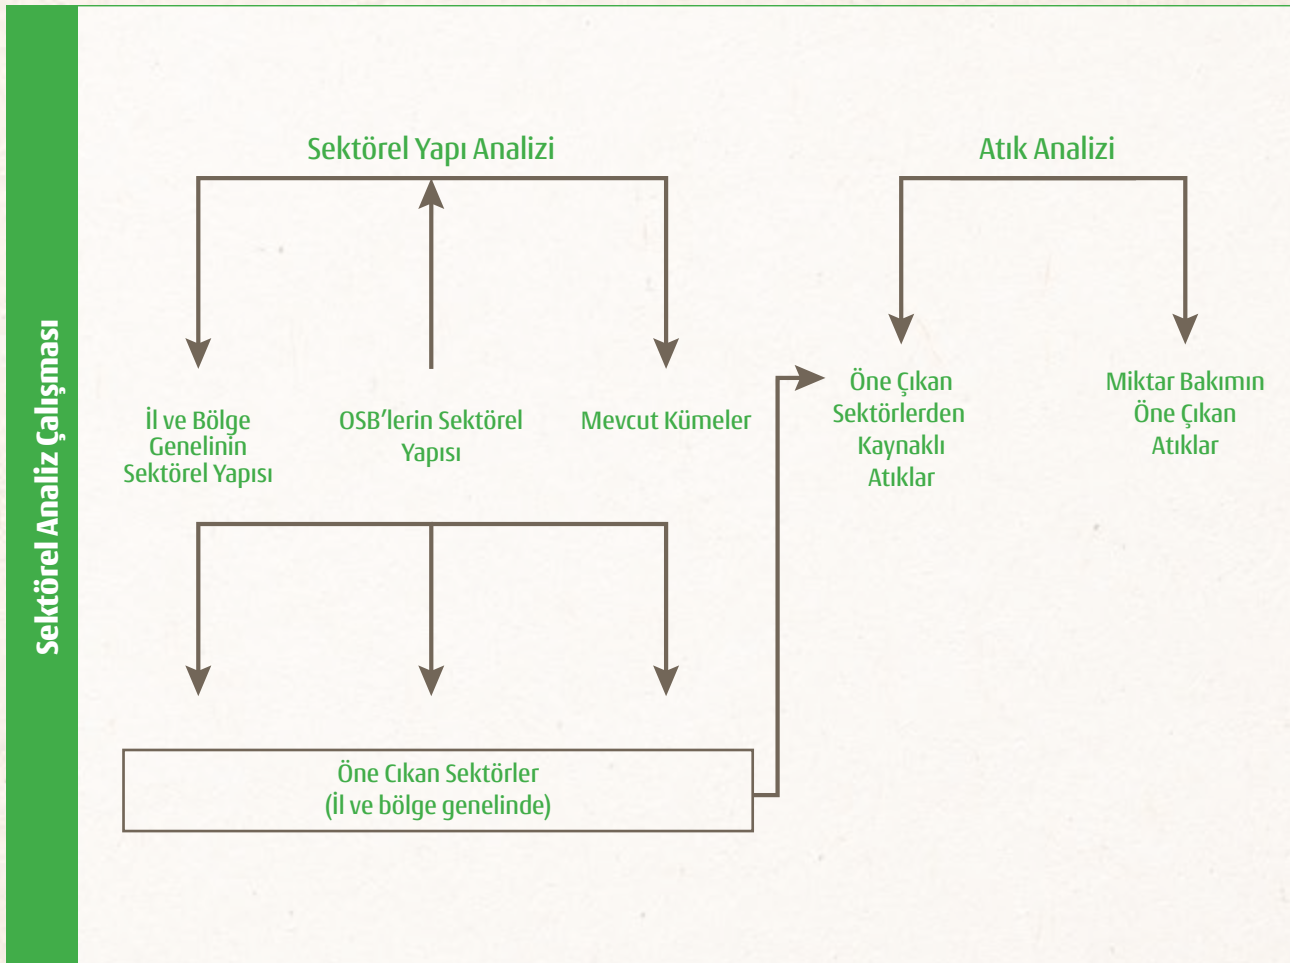 Sektörel Analiz Çalışması
Sektörel Yapı Analizi
Atık Analizi
İl ve Bölge
Genelinin
Sektörel Yapısı
OSB'lerin Sektörel
Yapısı
Mevcut Kümeler
Öne Çıkan
Sektörlerden
Kaynaklı
Atıklar
Miktar Bakımın
Öne Çıkan
Atıklar
Öne Cıkan Sektörler
(İl ve bölge genelinde)